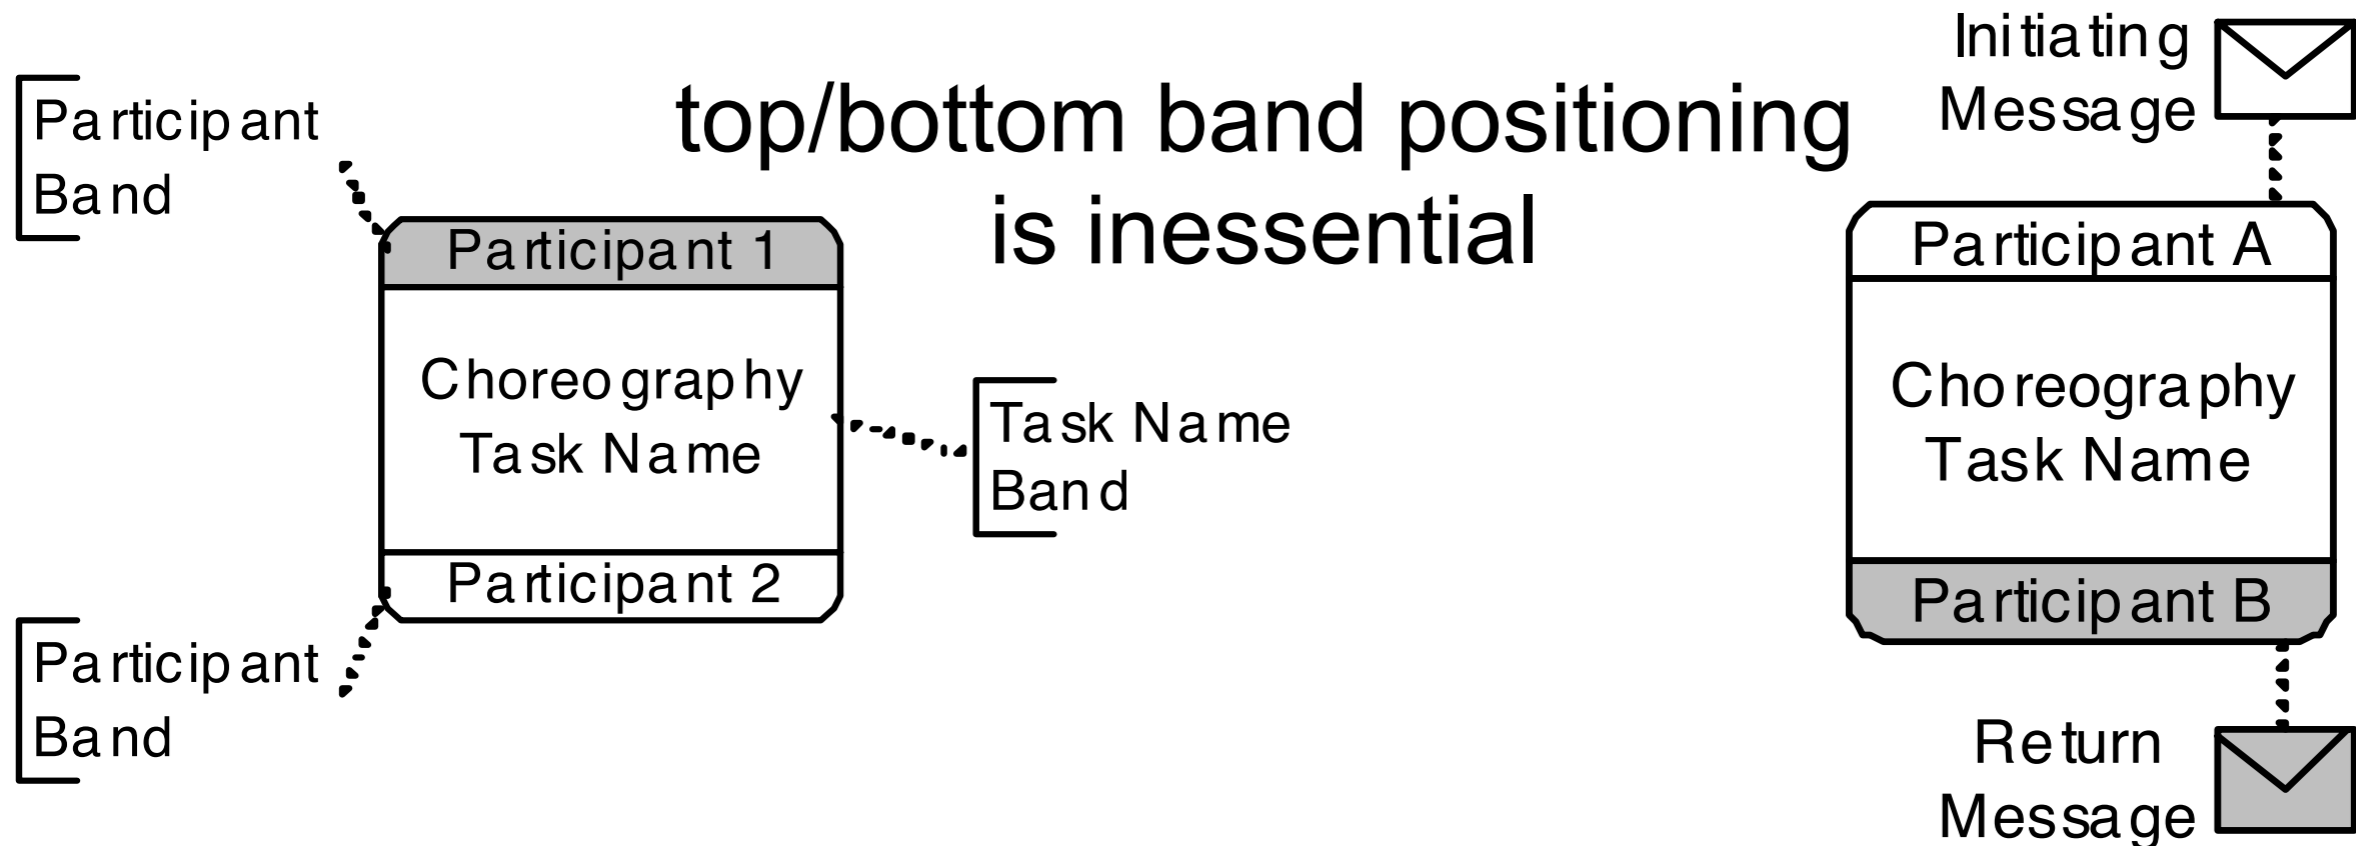 Participant
Band
Participant 1
Choreography
Task Name
Participant 2
Participant
Band
top/bottom band positioning
is inessential
Task Name
Band
Initiating
Message
Participant A
Choreography
Task Name
Participant B
Return
Message